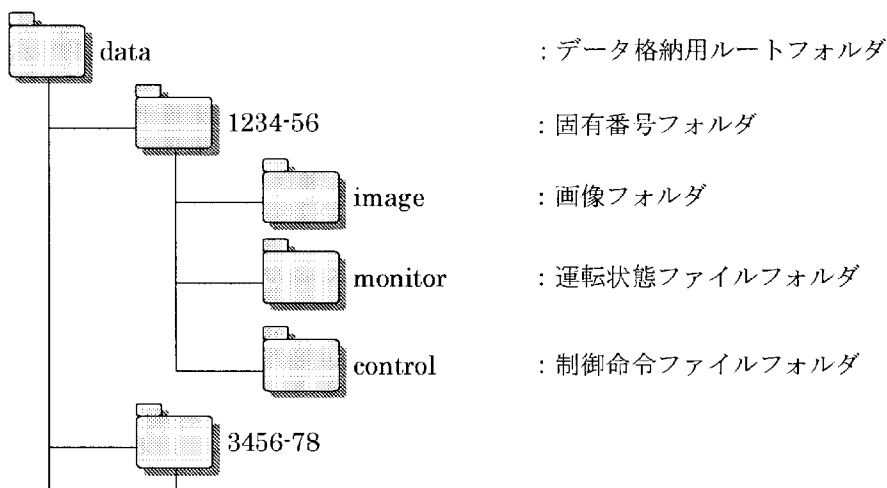 data :データ格納用ルートフォルダ
1234-56 :固有番号フォルダ
image :画像フォルダ
monitor :運転状態ファイルフォルダ
control :制御命令ファイルフォルダ
3456-78